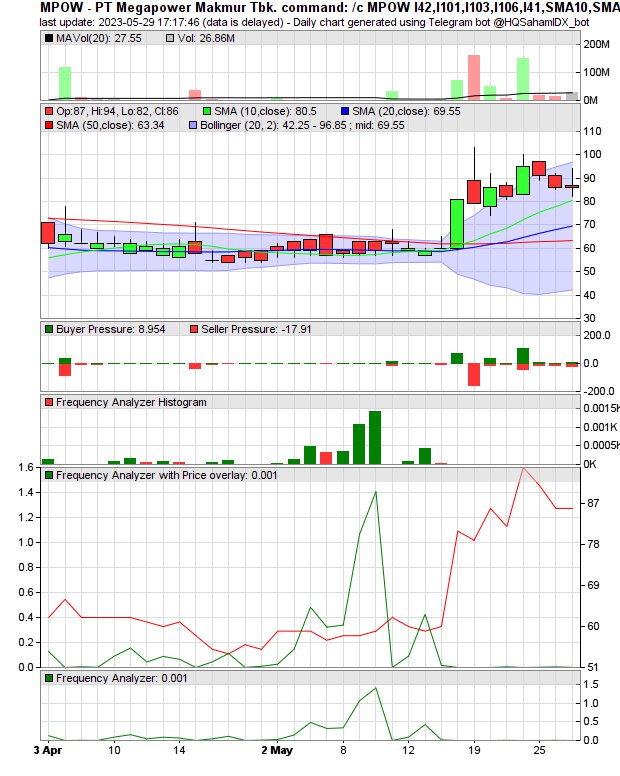 MPOW - PT Megapower Makmur Tbk. command: /c MPOW I42,I101,I103,I106,I41,SMA10,SMA
last update: 2023-05-29 17:17:46 (data is delayed) - Daily chart generated using Telegram bot @HQSahamIDX_bot
MAVol(20): 27.55 Vol: 26.86M
200M
100M
0M
Op:87, Hi:94, Lo:82, Cl:86 SMA (10,close): 80.5 SMA (20,close): 69.55
SMA (50,close): 63.34 Bollinger (20, 2): 42.25 - 96.85 ; mid: 69.55
110
100
90
80
70
60
50
40
30
Buyer Pressure: 8.954 Seller Pressure: -17.91
200.0
0.0
-200.0
Frequency Analyzer Histogram
0.0015K
0.001K
0.0005K
0K
Frequency Analyzer with Price overlay: 0.001
1.6
1.4
1.2
1.0
0.8
0.6
0.4
0.2
0.0
87
78
69
60
51
Frequency Analyzer: 0.001
1.5
1.0
0.5
0.0
3 Apr 10 14 2 May 8 12 19 25